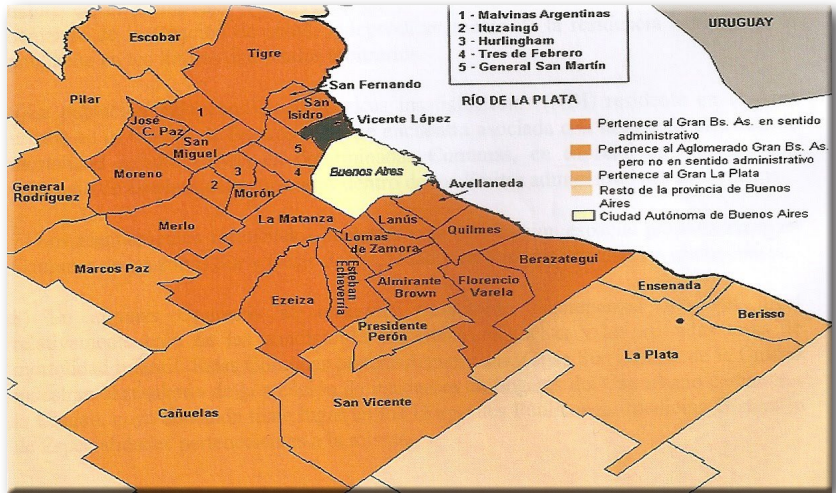 1 - Malvinas Argentinas
2 - Ituzaingó
3 - Hurlingham
4 - Tres de Febrero
5 - General San Martín
URUGUAY
RÍO DE LA PLATA
Pertenece al Gran Bs. As. en sentido
administrativo
Pertenece al Aglomerado Gran Bs. As.
pero no en sentido administrativo
Pertenece al Gran La Plata
Resto de la provincia de Buenos
Aires
Ciudad Autónoma de Buenos Aires
Escobar
Tigre
San Fernando
Pilar
San
Isidro
Vicente López
José
C. Paz
1
San
Miguel
5
General
Rodríguez
Moreno
2
3
4
Morón
Buenos Aires
Avellaneda
Merlo
La Matanza
Lanús
Quilmes
Lomas
de Zamora
Marcos Paz
Ezeiza
Esteban
Echeverría
Almirante
Brown
Florencio
Varela
Berazategui
Ensenada
Berisso
Presidente
Perón
La Plata
Cañuelas
San Vicente